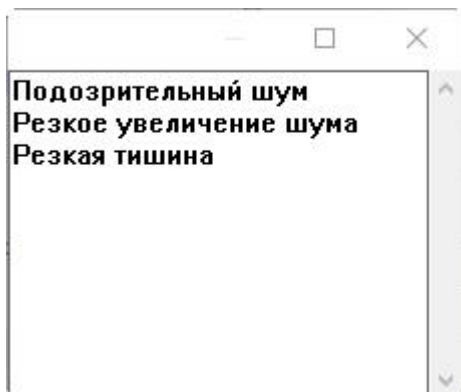 Подозрительный шум
Резкое увеличение шума
Резкая тишина